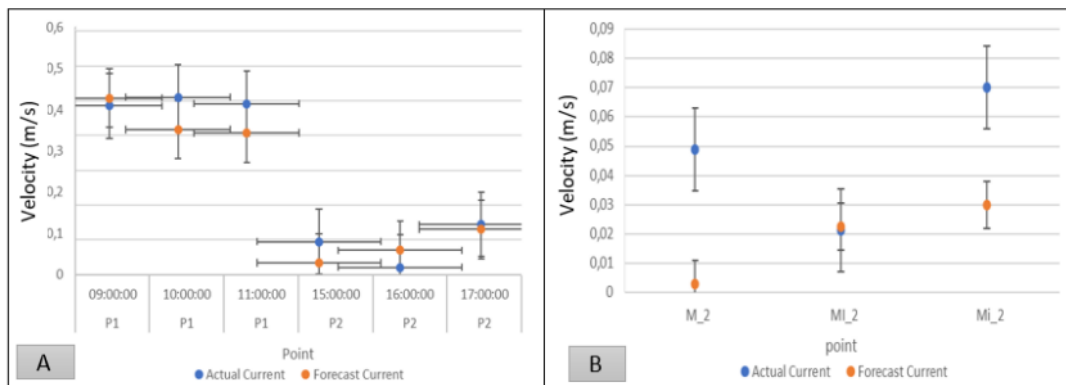 Velocity (m/s)
0,6
0,5
0,4
0,3
0,2
0,1
0
09:00:00 10:00:00 11:00:00 15:00:00 16:00:00 17:00:00
P1 P1 P1 P2 P2 P2
Point
Actual Current Forecast Current
A
Velocity (m/s)
0,09
0,08
0,07
0,06
0,05
0,04
0,03
0,02
0,01
0
M_2 MI_2 Mi_2
point
Actual Current Forecast Current
B